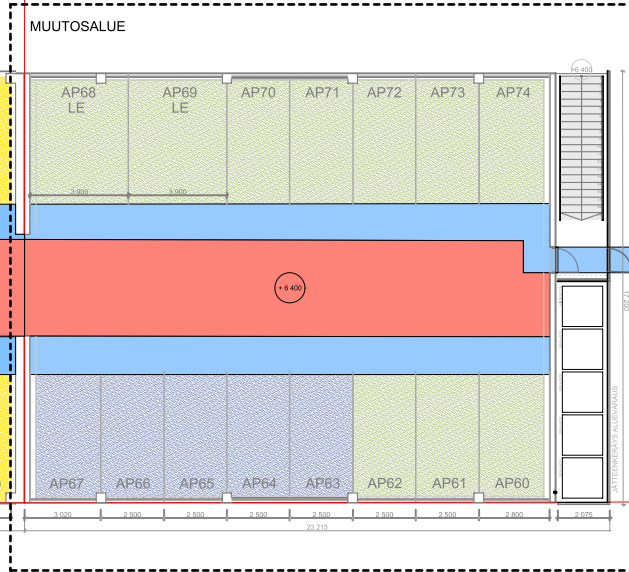 MUUTOSALUE
+6 400
AP68
LE
AP69
LE
AP70
AP71
AP72
AP73
AP74
3 900
3 900
+ 6 400
17 200
JÄTTEENKERÄYS ALUEVARAUS
AP67
AP66
AP65
AP64
AP63
AP62
AP61
AP60
3 020
2 500
2 500
2 500
2 500
2 500
2 500
2 800
2 075
23 215